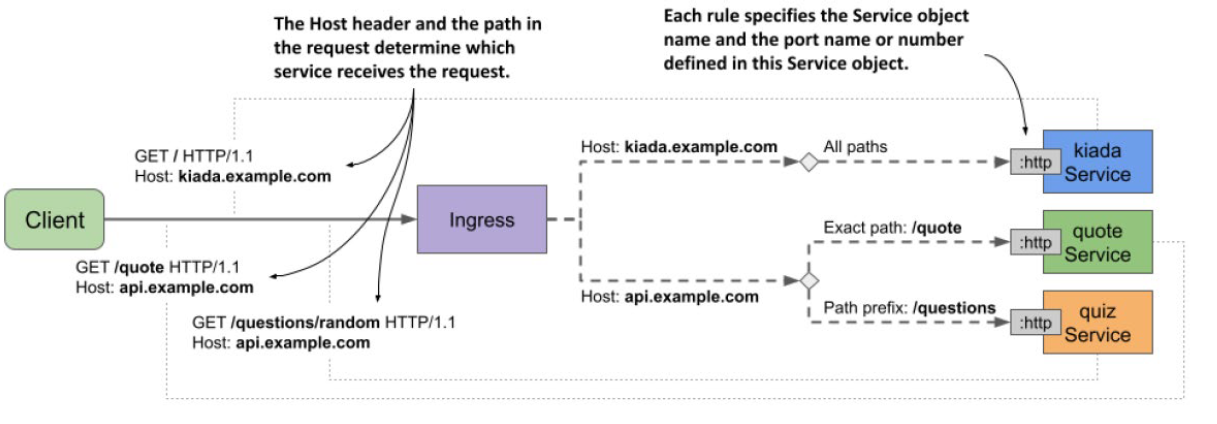 The Host header and the path in
the request determine which
service receives the request.
Each rule specifies the Service object
name and the port name or number
defined in this Service object.
GET / HTTP/1.1
Host: kiada.example.com
Client
GET /quote HTTP/1.1
Host: api.example.com
GET /questions/random HTTP/1.1
Host: api.example.com
Ingress
Host: kiada.example.com
All paths
:http
kiada
Service
Host: api.example.com
Exact path: /quote
:http
quote
Service
Path prefix: /questions
:http
quiz
Service